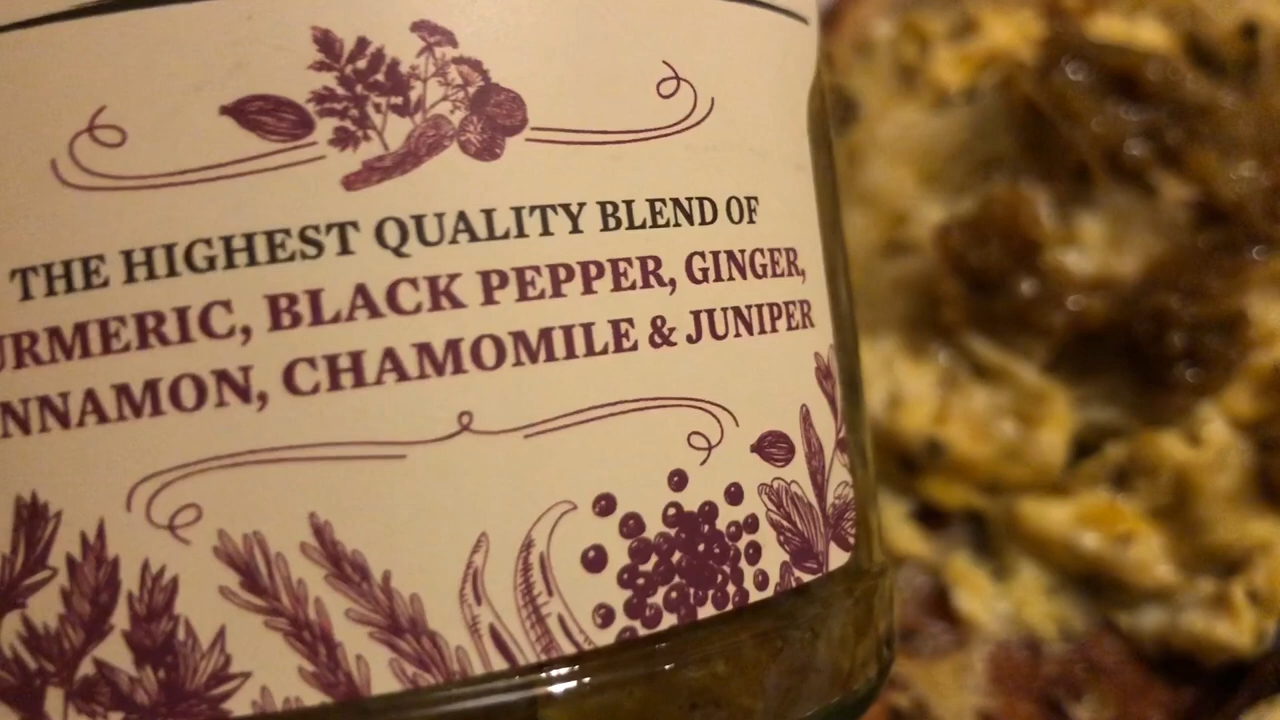 THE HIGHEST QUALITY BLEND OF
URMERIC, BLACK PEPPER, GINGER,
NNAMON, CHAMOMILE & JUNIPER